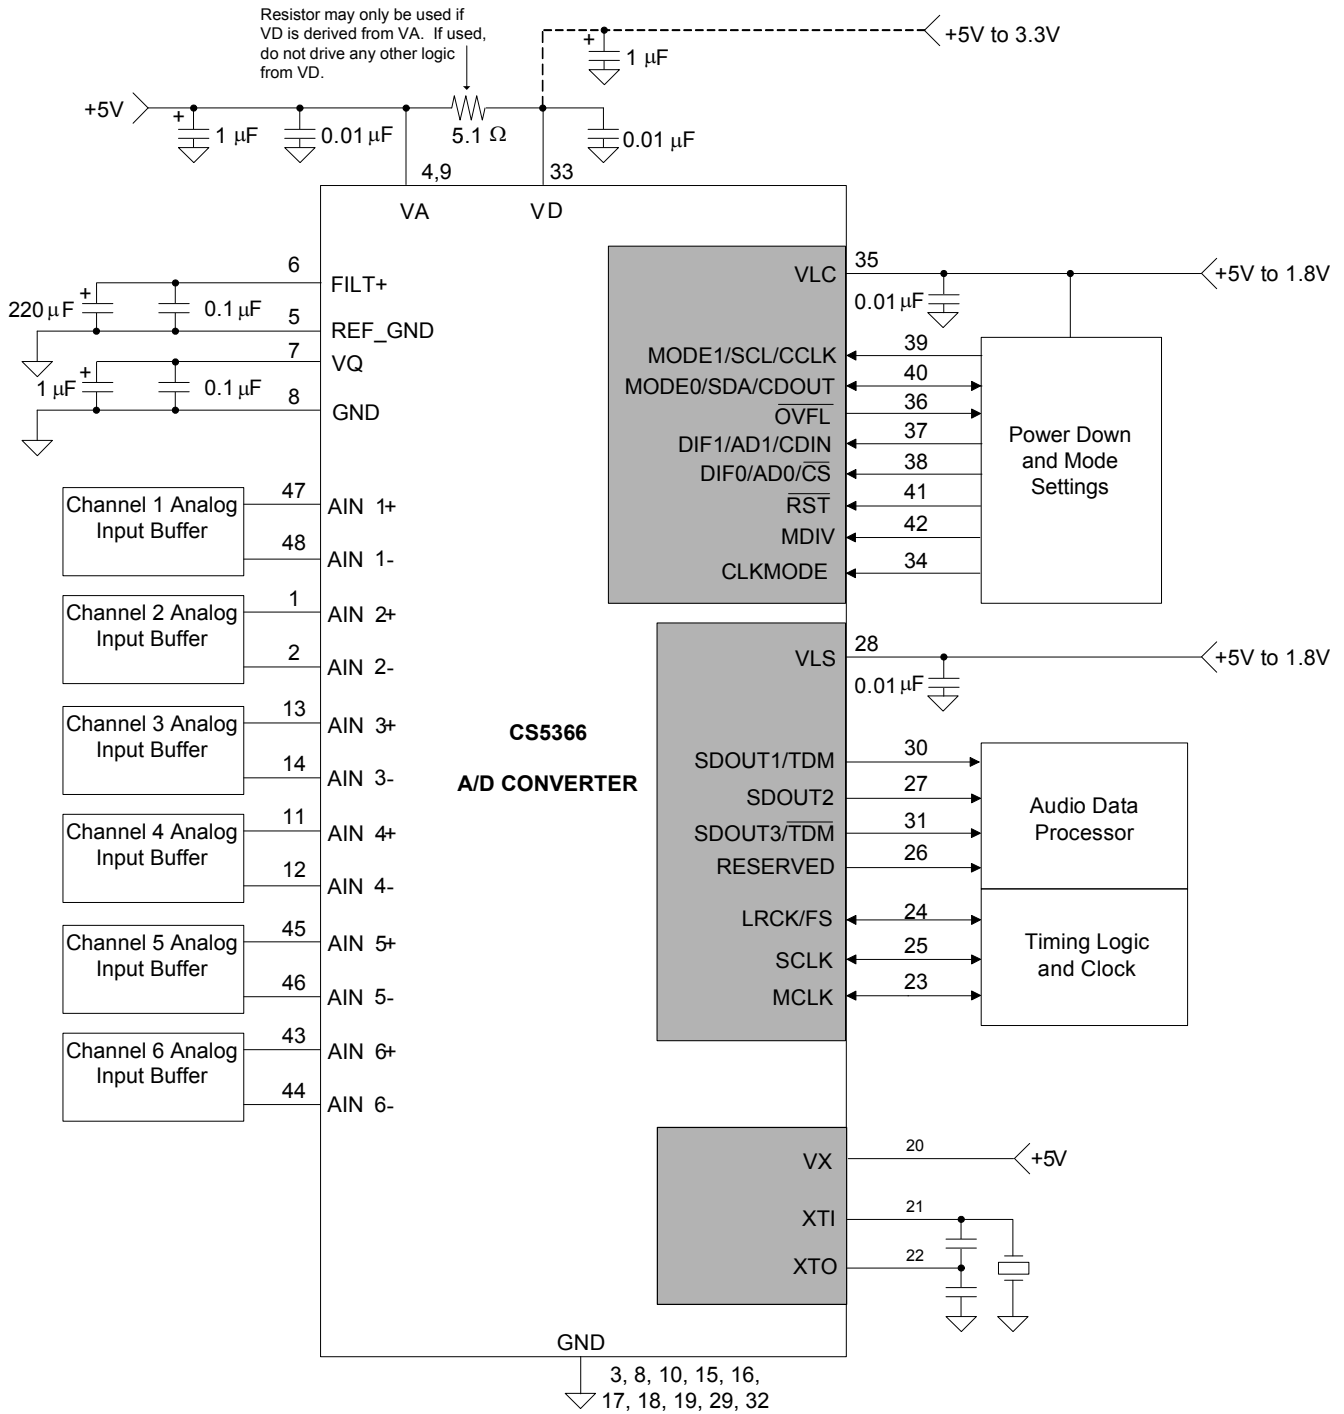 Resistor may only be used if
VD is derived from VA. If used,
do not drive any other logic
from VD.
+5V to 3.3V
+
1 μF
+5V
+
1 μF
0.01 μF
5.1 Ω
0.01 μF
4,9
33
VA
VD
6
FILT+
220 μF
+
0.1 μF
5
REF_GND
7
VQ
1 μF
+
0.1 μF
8
GND
VLC
35
+5V to 1.8V
0.01 μF
MODE1/SCL/CCLK
39
MODE0/SDA/CDOUT
40
OVFL
36
DIF1/AD1/CDIN
37
DIF0/AD0/CS
38
RST
41
MDIV
42
CLKMODE
34
Power Down
and Mode
Settings
Channel 1 Analog
Input Buffer
47
AIN 1+
48
AIN 1-
Channel 2 Analog
Input Buffer
1
AIN 2+
2
AIN 2-
Channel 3 Analog
Input Buffer
13
AIN 3+
14
AIN 3-
Channel 4 Analog
Input Buffer
11
AIN 4+
12
AIN 4-
Channel 5 Analog
Input Buffer
45
AIN 5+
46
AIN 5-
Channel 6 Analog
Input Buffer
43
AIN 6+
44
AIN 6-
CS5366
A/D CONVERTER
VLS
28
+5V to 1.8V
0.01 μF
SDOUT1/TDM
30
SDOUT2
27
SDOUT3/TDM
31
RESERVED
26
Audio Data
Processor
LRCK/FS
24
SCLK
25
MCLK
23
Timing Logic
and Clock
VX
20
+5V
XTI
21
XTO
22
GND
3, 8, 10, 15, 16,
17, 18, 19, 29, 32